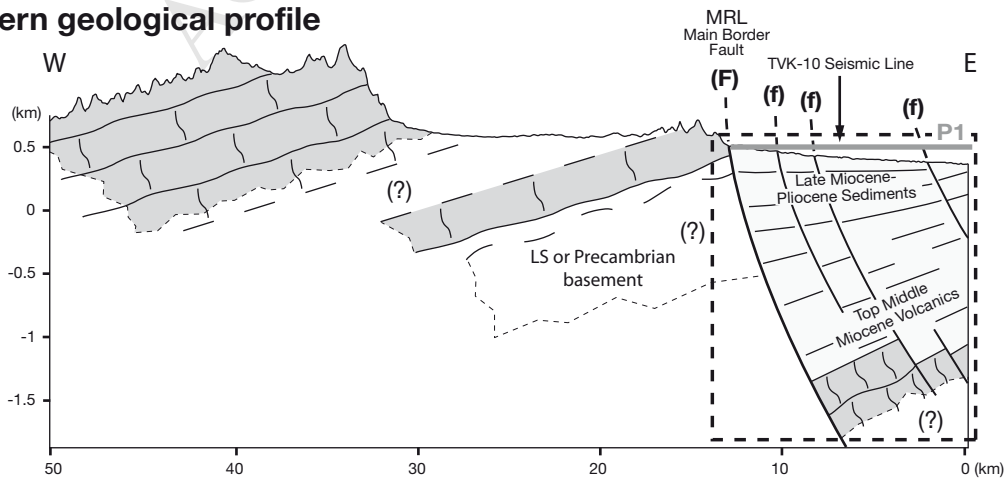 ern geological profile
W
MRL
Main Border
Fault
TVK-10 Seismic Line
E
(F)
(f)
(f)
(f)
P1
(km)
0.5
0
-0.5
-1
-1.5
(?)
(?)
Late Miocene-
Pliocene Sediments
LS or Precambrian
basement
Top Middle
Miocene Volcanics
(?)
50
40
30
20
10
0 (km)